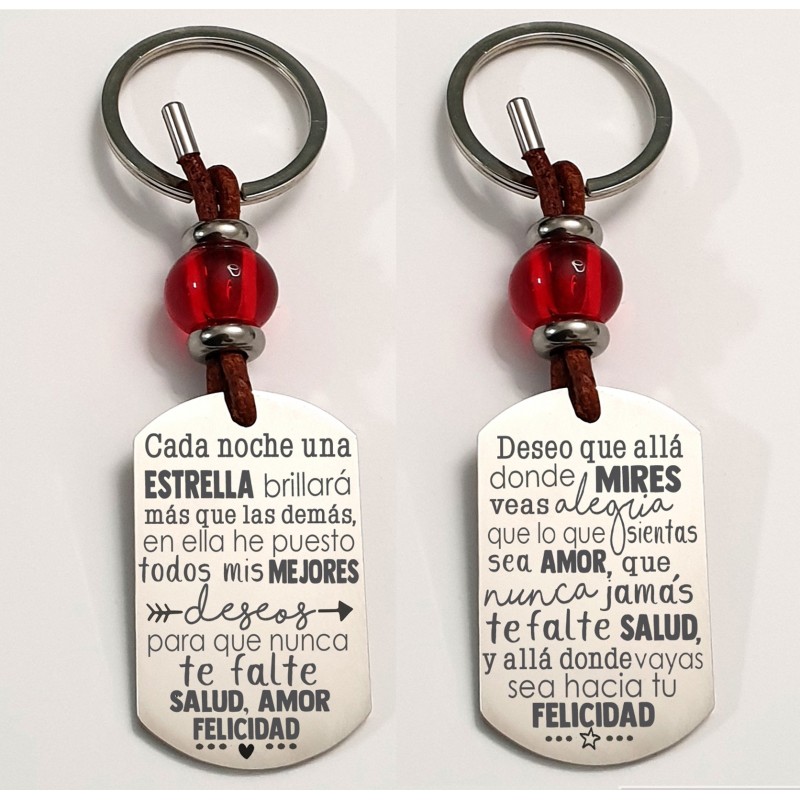 Cada noche una
ESTRELLA brillará
más que las demás,
en ella he puesto
todos mis MEJORES
deseos
para que nunca
te falte
SALUD, AMOR
FELICIDAD
Deseo que allá
donde MIRES
veas alegria
que lo que sientas
sea AMOR, que
nunca jamás
te falte SALUD,
y allá donde vayas
sea hacia tu
FELICIDAD